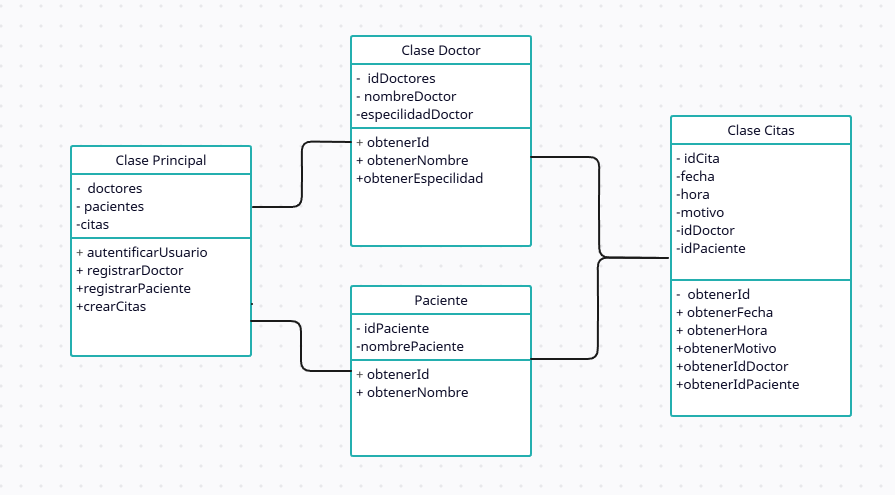 Clase Principal
-  doctores
- pacientes
-citas
+ autentificarUsuario
+ registrarDoctor
+registrarPaciente
+crearCitas
Clase Doctor
-  idDoctores
- nombreDoctor
-especilidadDoctor
+ obtenerId
+ obtenerNombre
+obtenerEspecilidad
Paciente
- idPaciente
-nombrePaciente
+ obtenerId
+ obtenerNombre
Clase Citas
- idCita
-fecha
-hora
-motivo
-idDoctor
-idPaciente
-  obtenerId
+ obtenerFecha
+ obtenerHora
+obtenerMotivo
+obtenerIdDoctor
+obtenerIdPaciente